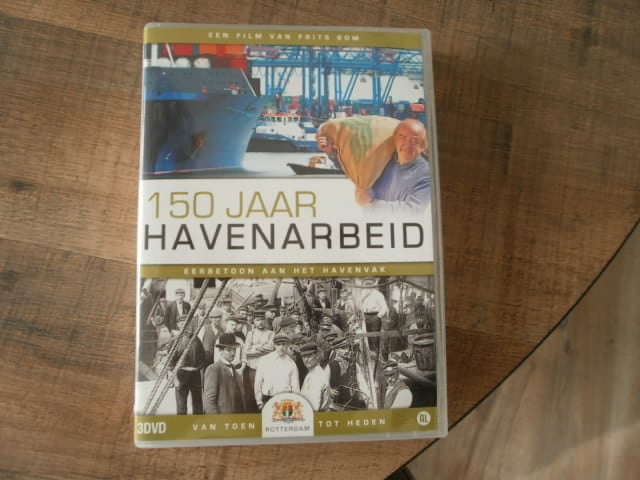 EEN FILM VAN FRITS BOM
150 JAAR
HAVENARBEID
EERBETOON AAN HET HAVENVAK
3DVD
VAN TOEN
ROTTERDAM
TOT HEDEN
AL